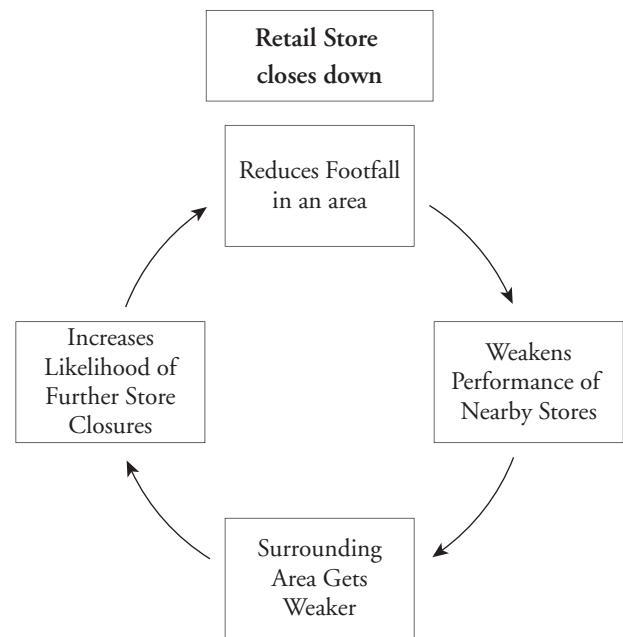 Retail Store
closes down
Reduces Footfall
in an area
Weakens
Performance of
Nearby Stores
Surrounding
Area Gets
Weaker
Increases
Likelihood of
Further Store
Closures